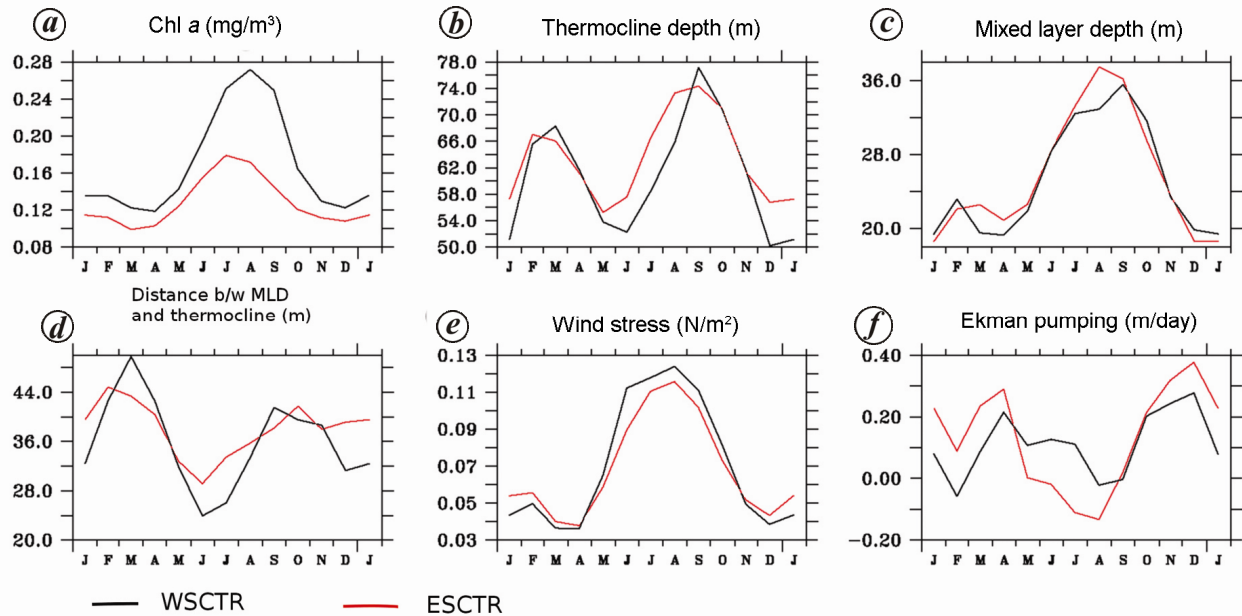 a Chl a (mg/m³)
b Thermocline depth (m)
c Mixed layer depth (m)
0.28
0.24
0.20
0.16
0.12
0.08
J F M A M J J A S O N D J
78.0
74.0
70.0
66.0
62.0
58.0
54.0
50.0
J F M A M J J A S O N D J
36.0
28.0
20.0
J F M A M J J A S O N D J
d Distance b/w MLD
and thermocline (m)
e Wind stress (N/m²)
f Ekman pumping (m/day)
44.0
36.0
28.0
20.0
J F M A M J J A S O N D J
0.13
0.11
0.09
0.07
0.05
0.03
J F M A M J J A S O N D J
0.40
0.20
0.00
−0.20
J F M A M J J A S O N D J
WSCTR ESCTR